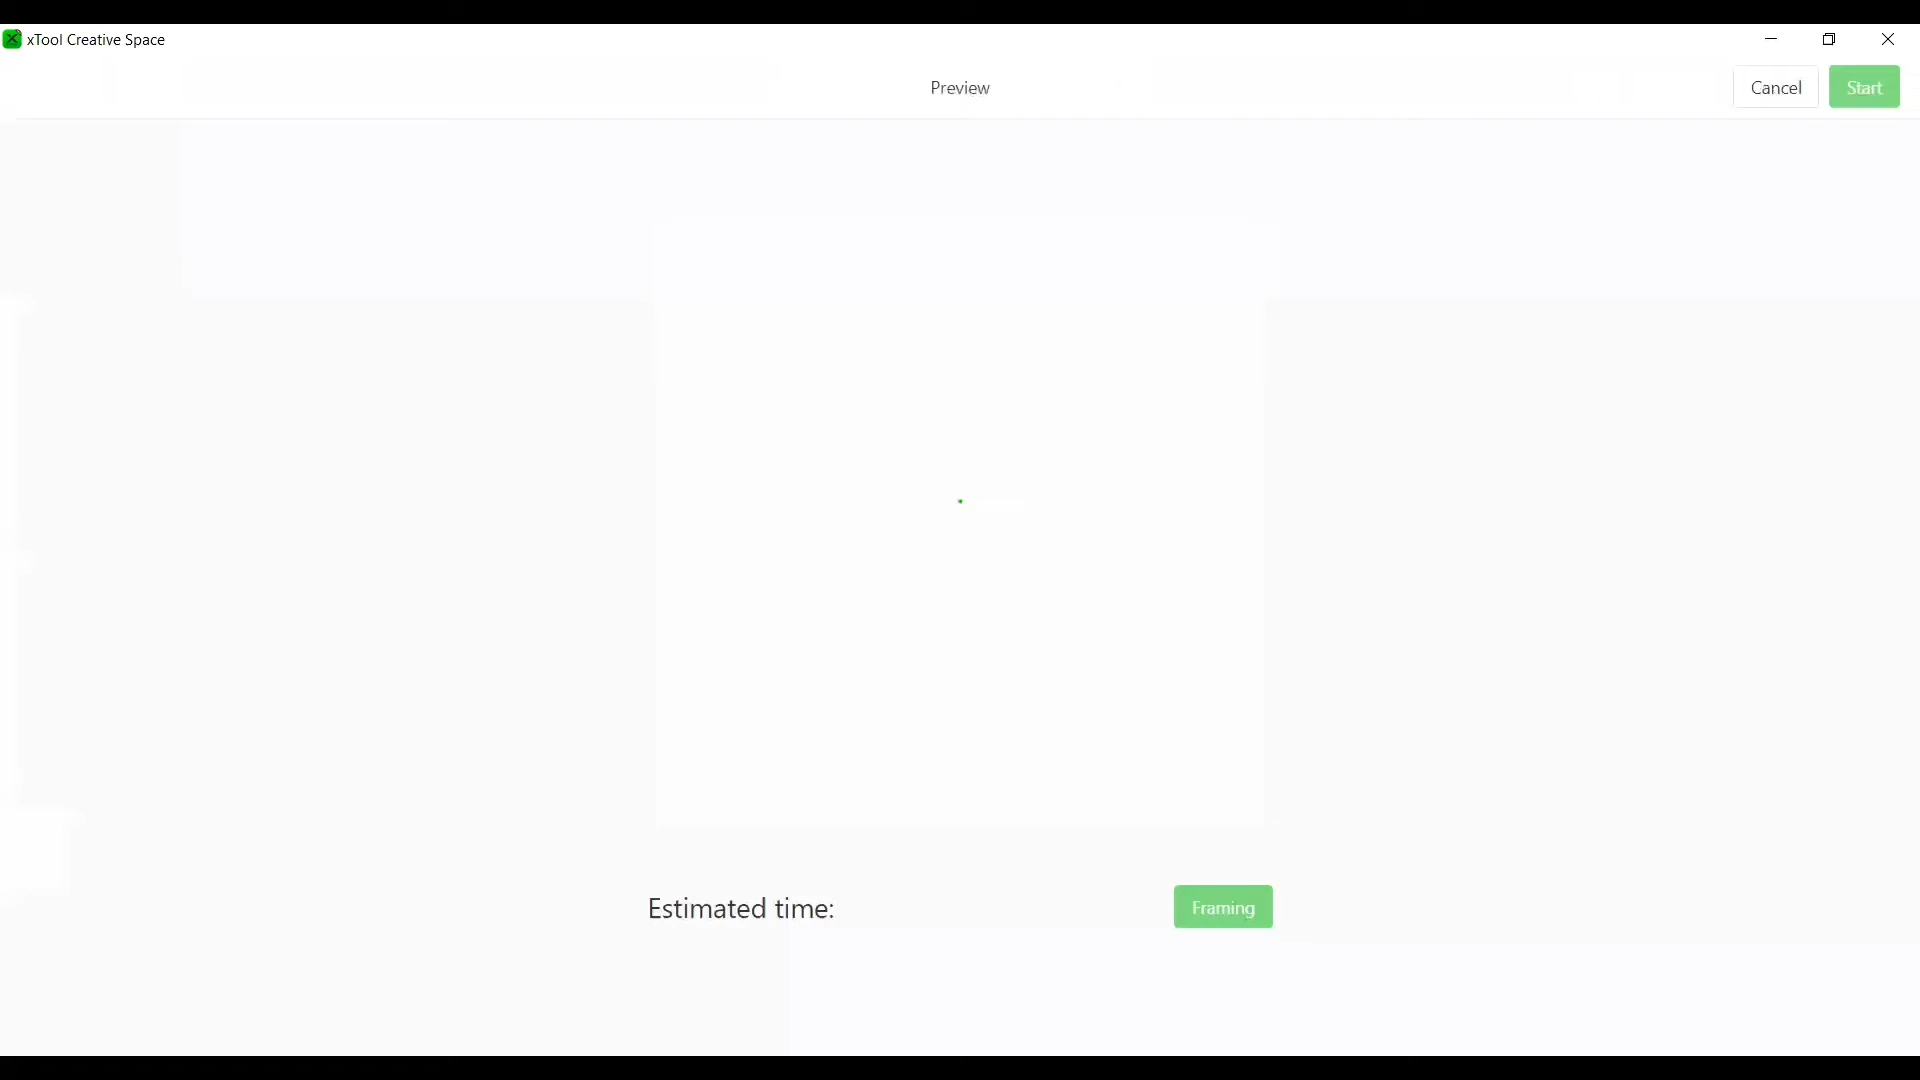 xTool Creative Space
Preview
Cancel
Start
Estimated time:
Framing